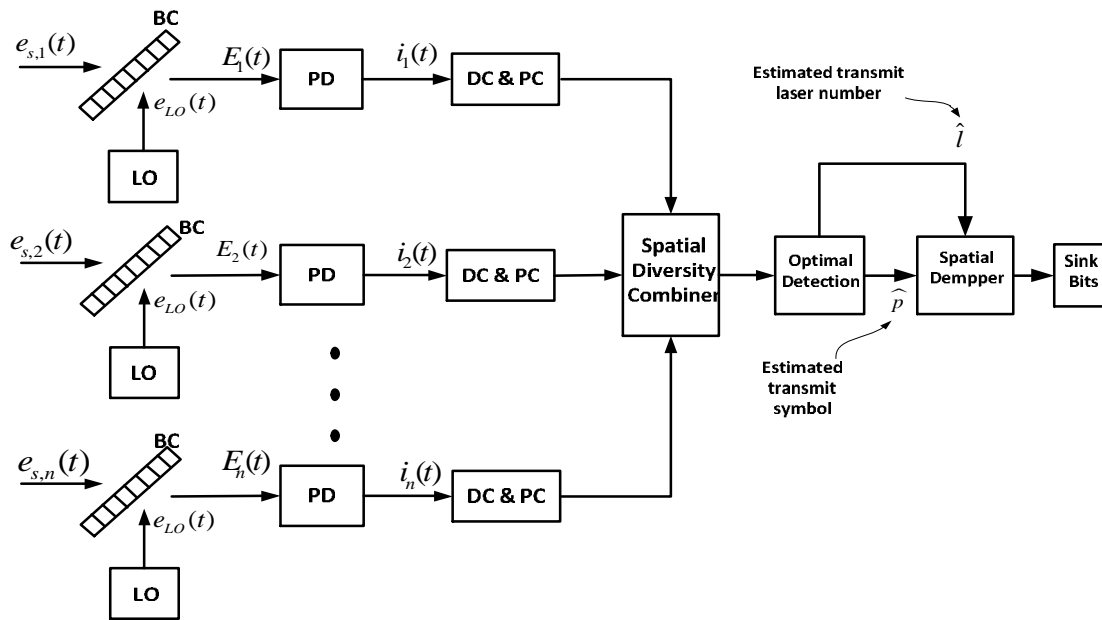 BC
e_{s,1}(t)
E_1(t)
i_1(t)
PD
DC & PC
e_{LO}(t)
LO
Estimated transmit
laser number
\hat{l}
BC
e_{s,2}(t)
E_2(t)
i_2(t)
PD
DC & PC
e_{LO}(t)
LO
Spatial
Diversity
Combiner
Optimal
Detection
\hat{p}
Spatial
Dempper
Sink
Bits
Estimated
transmit
symbol
BC
e_{s,n}(t)
E_n(t)
i_n(t)
PD
DC & PC
e_{LO}(t)
LO